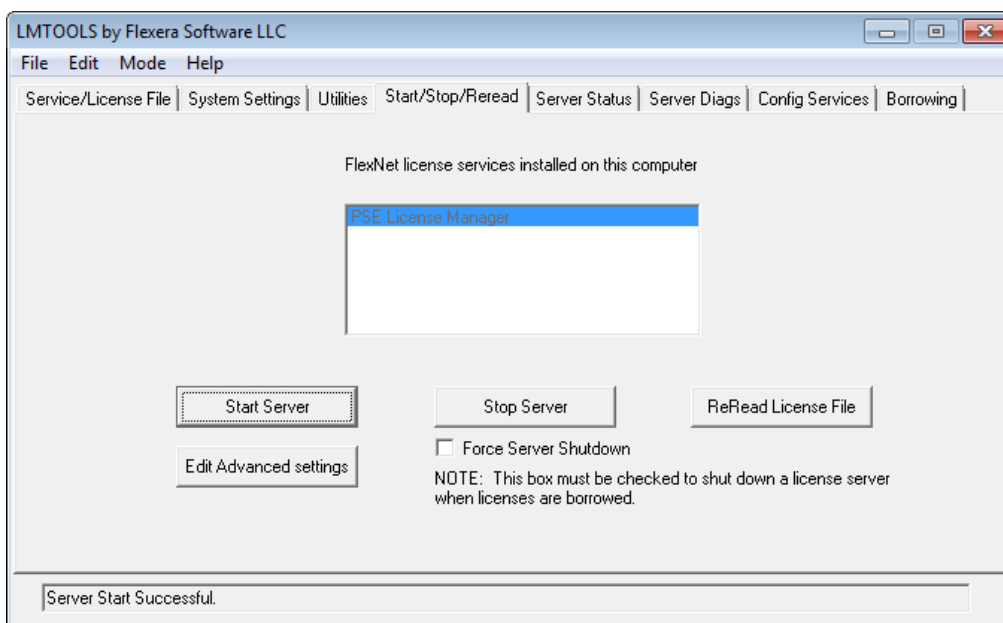 LMTOOLS by Flexera Software LLC
File Edit Mode Help
Service/License File System Settings Utilities Start/Stop/Reread Server Status Server Diags Config Services Borrowing
FlexNet license services installed on this computer
PSE License Manager
Start Server Stop Server ReRead License File
Edit Advanced settings
Force Server Shutdown
NOTE: This box must be checked to shut down a license server
when licenses are borrowed.
Server Start Successful.